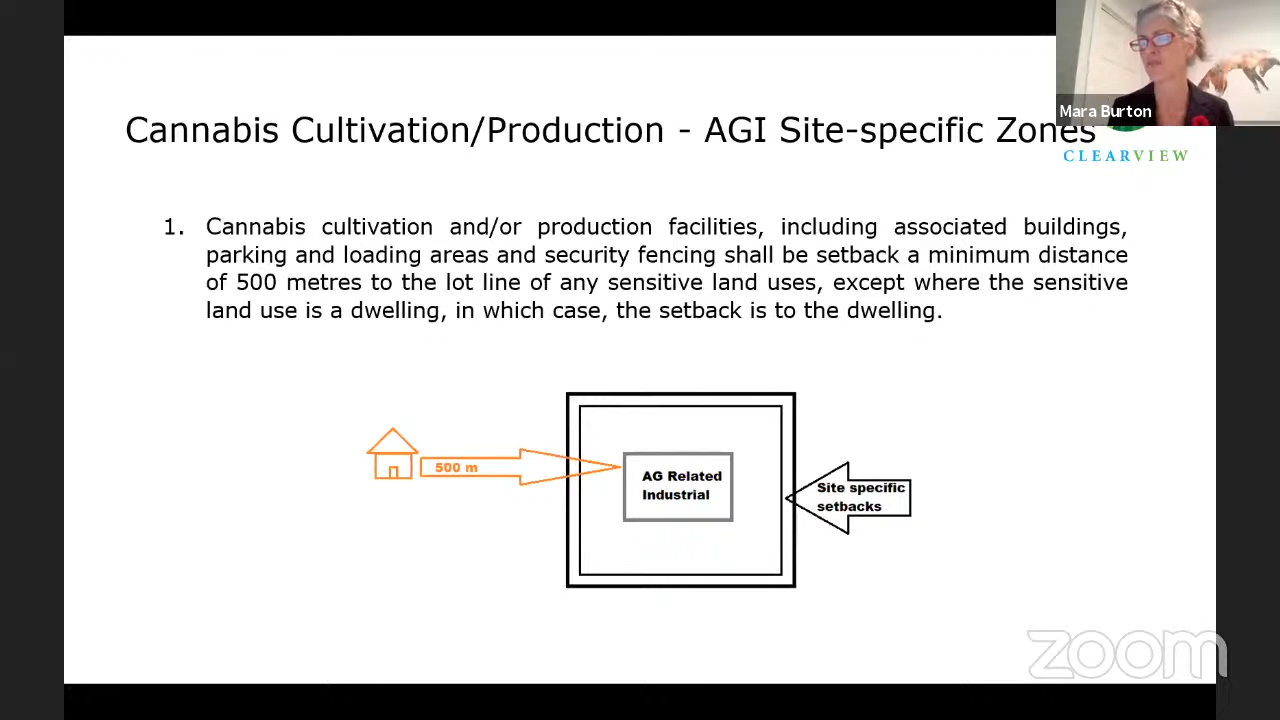 Mara Burton
Cannabis Cultivation/Production - AGI Site-specific Zones
CLEARVIEW
1. Cannabis cultivation and/or production facilities, including associated buildings,
parking and loading areas and security fencing shall be setback a minimum distance
of 500 metres to the lot line of any sensitive land uses, except where the sensitive
land use is a dwelling, in which case, the setback is to the dwelling.
500 m
AG Related
Industrial
Site specific
setbacks
zoom